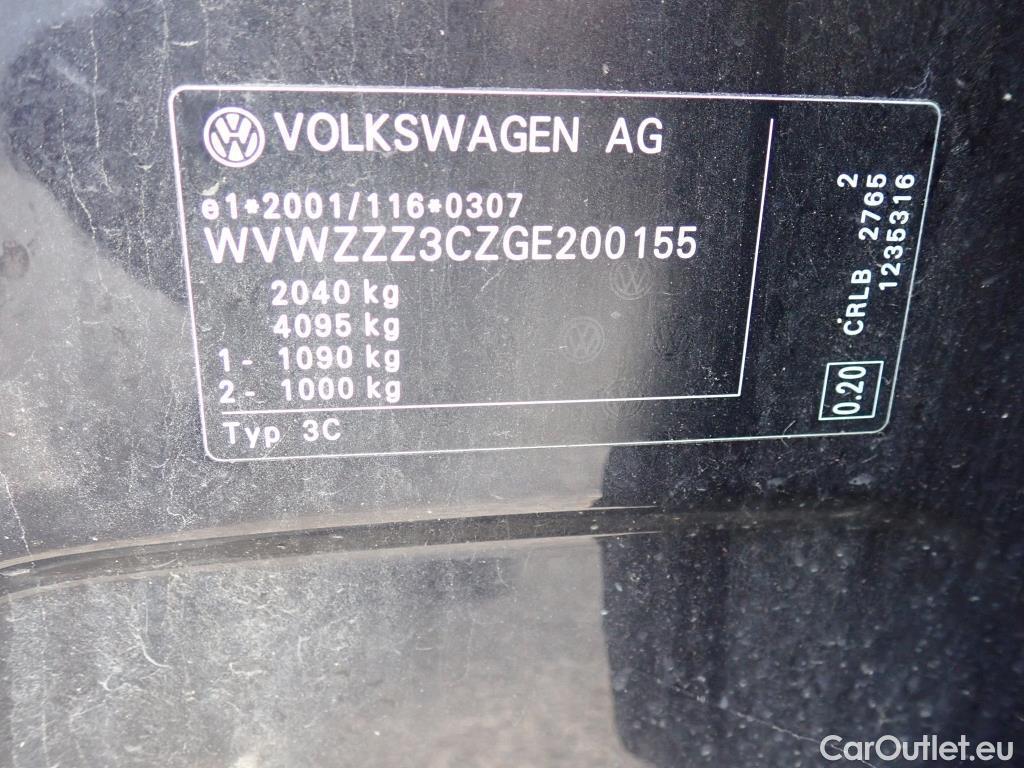 VOLKSWAGEN AG
e1*2001/116*0307
WVWZZZ3CZGE200155
2040 kg
4095 kg
1- 1090 kg
2- 1000 kg
Typ 3C
2
CRLB 2765
1235316
0.20
CarOutlet.eu